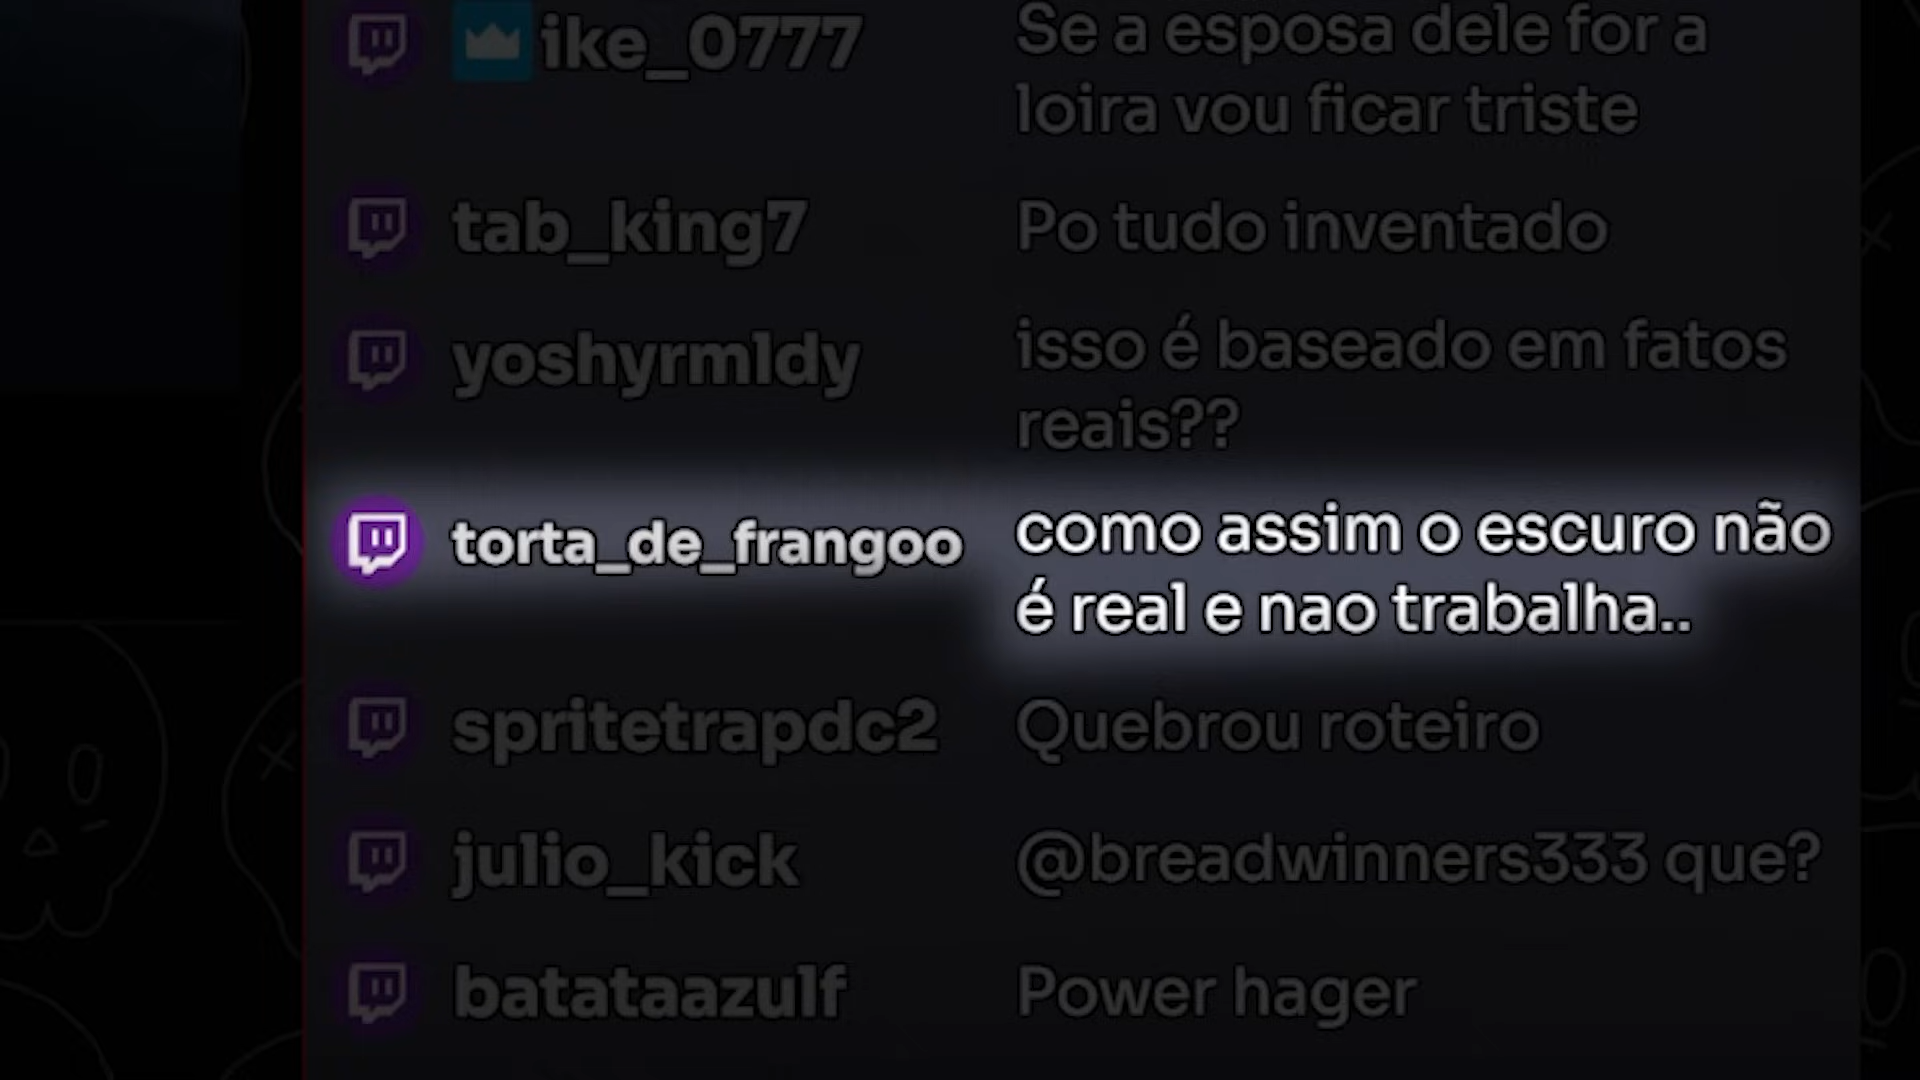 ike_0777 Se a esposa dele for a
loira vou ficar triste
tab_king7 Po tudo inventado
yoshyrmldy isso é baseado em fatos
reais??
torta_de_frangoo como assim o escuro não
é real e nao trabalha..
spritetrapdc2 Quebrou roteiro
julio_kick @breadwinners333 que?
batataazulf Power hager